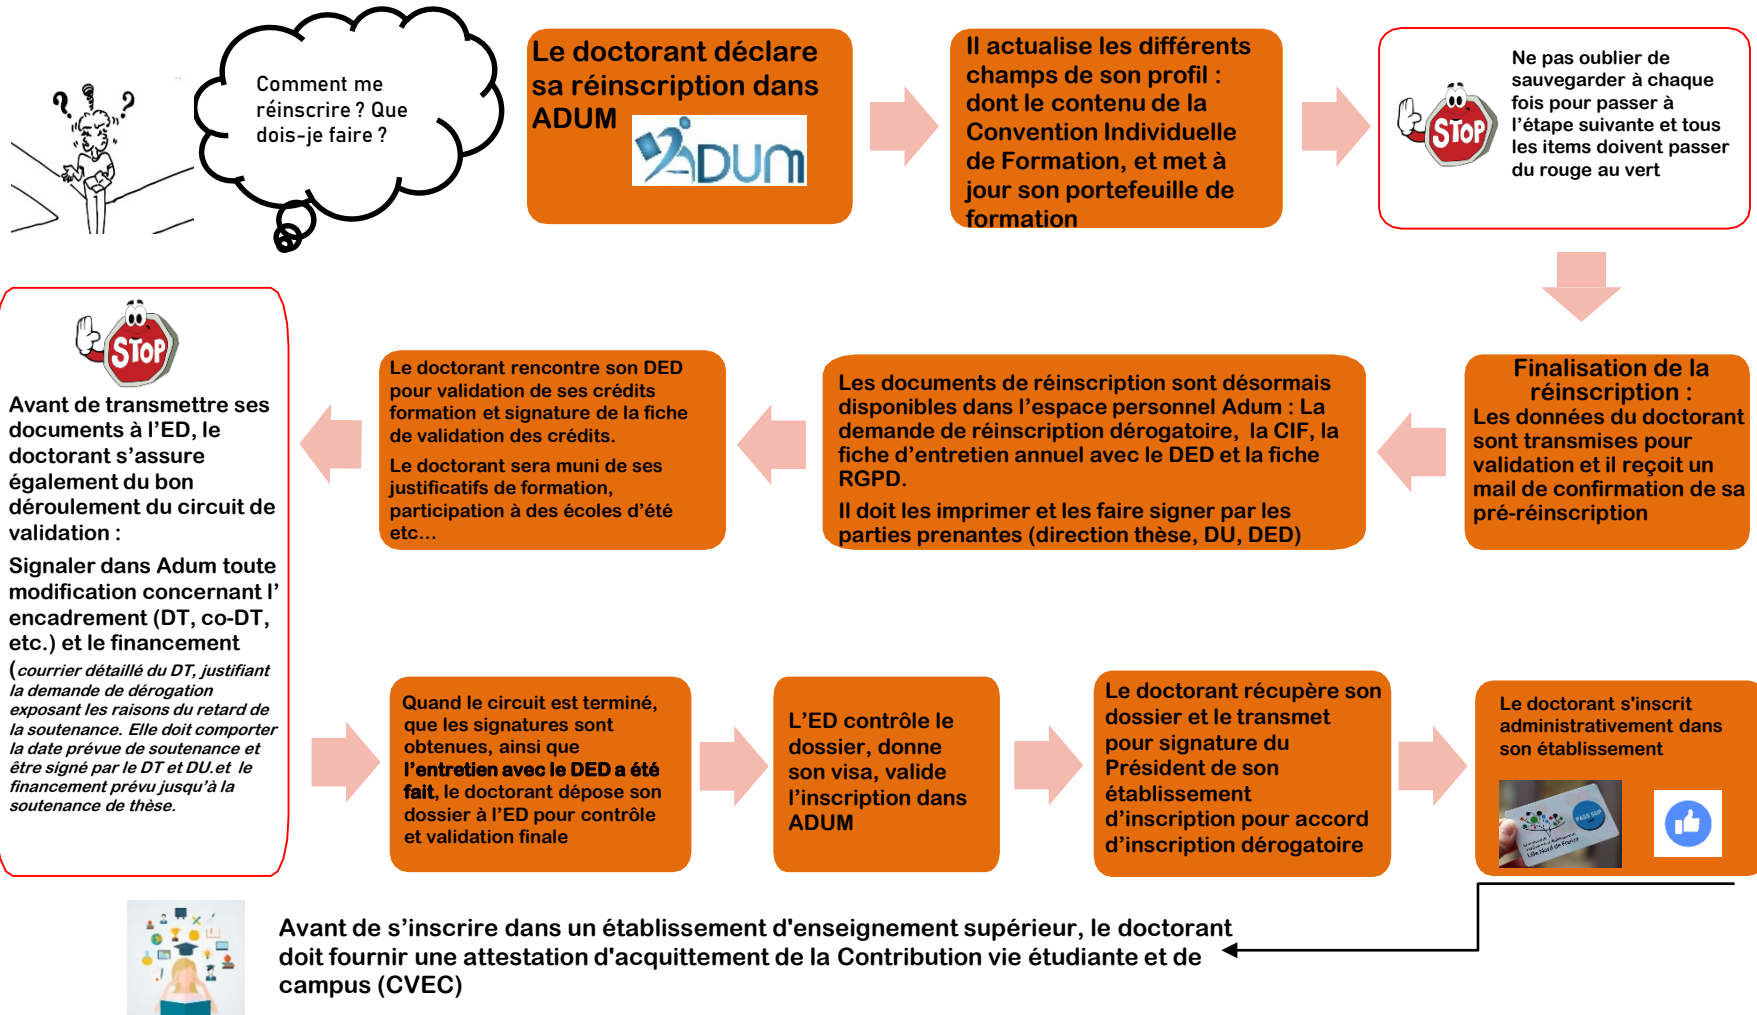 Comment me
réinscrire ? Que
dois-je faire ?
? ?
Le doctorant déclare
sa réinscription dans
ADUM
ADUM
Il actualise les différents
champs de son profil :
dont le contenu de la
Convention Individuelle
de Formation, et met à
jour son portefeuille de
formation
STOP
Ne pas oublier de
sauvegarder à chaque
fois pour passer à
l’étape suivante et tous
les items doivent passer
du rouge au vert
Finalisation de la
réinscription :
Les données du doctorant
sont transmises pour
validation et il reçoit un
mail de confirmation de sa
pré-réinscription
Les documents de réinscription sont désormais
disponibles dans l’espace personnel Adum : La
demande de réinscription dérogatoire, la CIF, la
fiche d’entretien annuel avec le DED et la fiche
RGPD.
Il doit les imprimer et les faire signer par les
parties prenantes (direction thèse, DU, DED)
Le doctorant rencontre son DED
pour validation de ses crédits
formation et signature de la fiche
de validation des crédits.
Le doctorant sera muni de ses
justificatifs de formation,
participation à des écoles d’été
etc…
STOP
Avant de transmettre ses
documents à l’ED, le
doctorant s’assure
également du bon
déroulement du circuit de
validation :
Signaler dans Adum toute
modification concernant l’
encadrement (DT, co-DT,
etc.) et le financement
(courrier détaillé du DT, justifiant
la demande de dérogation
exposant les raisons du retard de
la soutenance. Elle doit comporter
la date prévue de soutenance et
être signé par le DT et DU.et le
financement prévu jusqu’à la
soutenance de thèse.
Quand le circuit est terminé,
que les signatures sont
obtenues, ainsi que
l’entretien avec le DED a été
fait, le doctorant dépose son
dossier à l’ED pour contrôle
et validation finale
L’ED contrôle le
dossier, donne
son visa, valide
l’inscription dans
ADUM
Le doctorant récupère son
dossier et le transmet
pour signature du
Président de son
établissement
d’inscription pour accord
d’inscription dérogatoire
Le doctorant s'inscrit
administrativement dans
son établissement
PASS SUP
Lille Nord de France
Avant de s’inscrire dans un établissement d'enseignement supérieur, le doctorant
doit fournir une attestation d'acquittement de la Contribution vie étudiante et de
campus (CVEC)